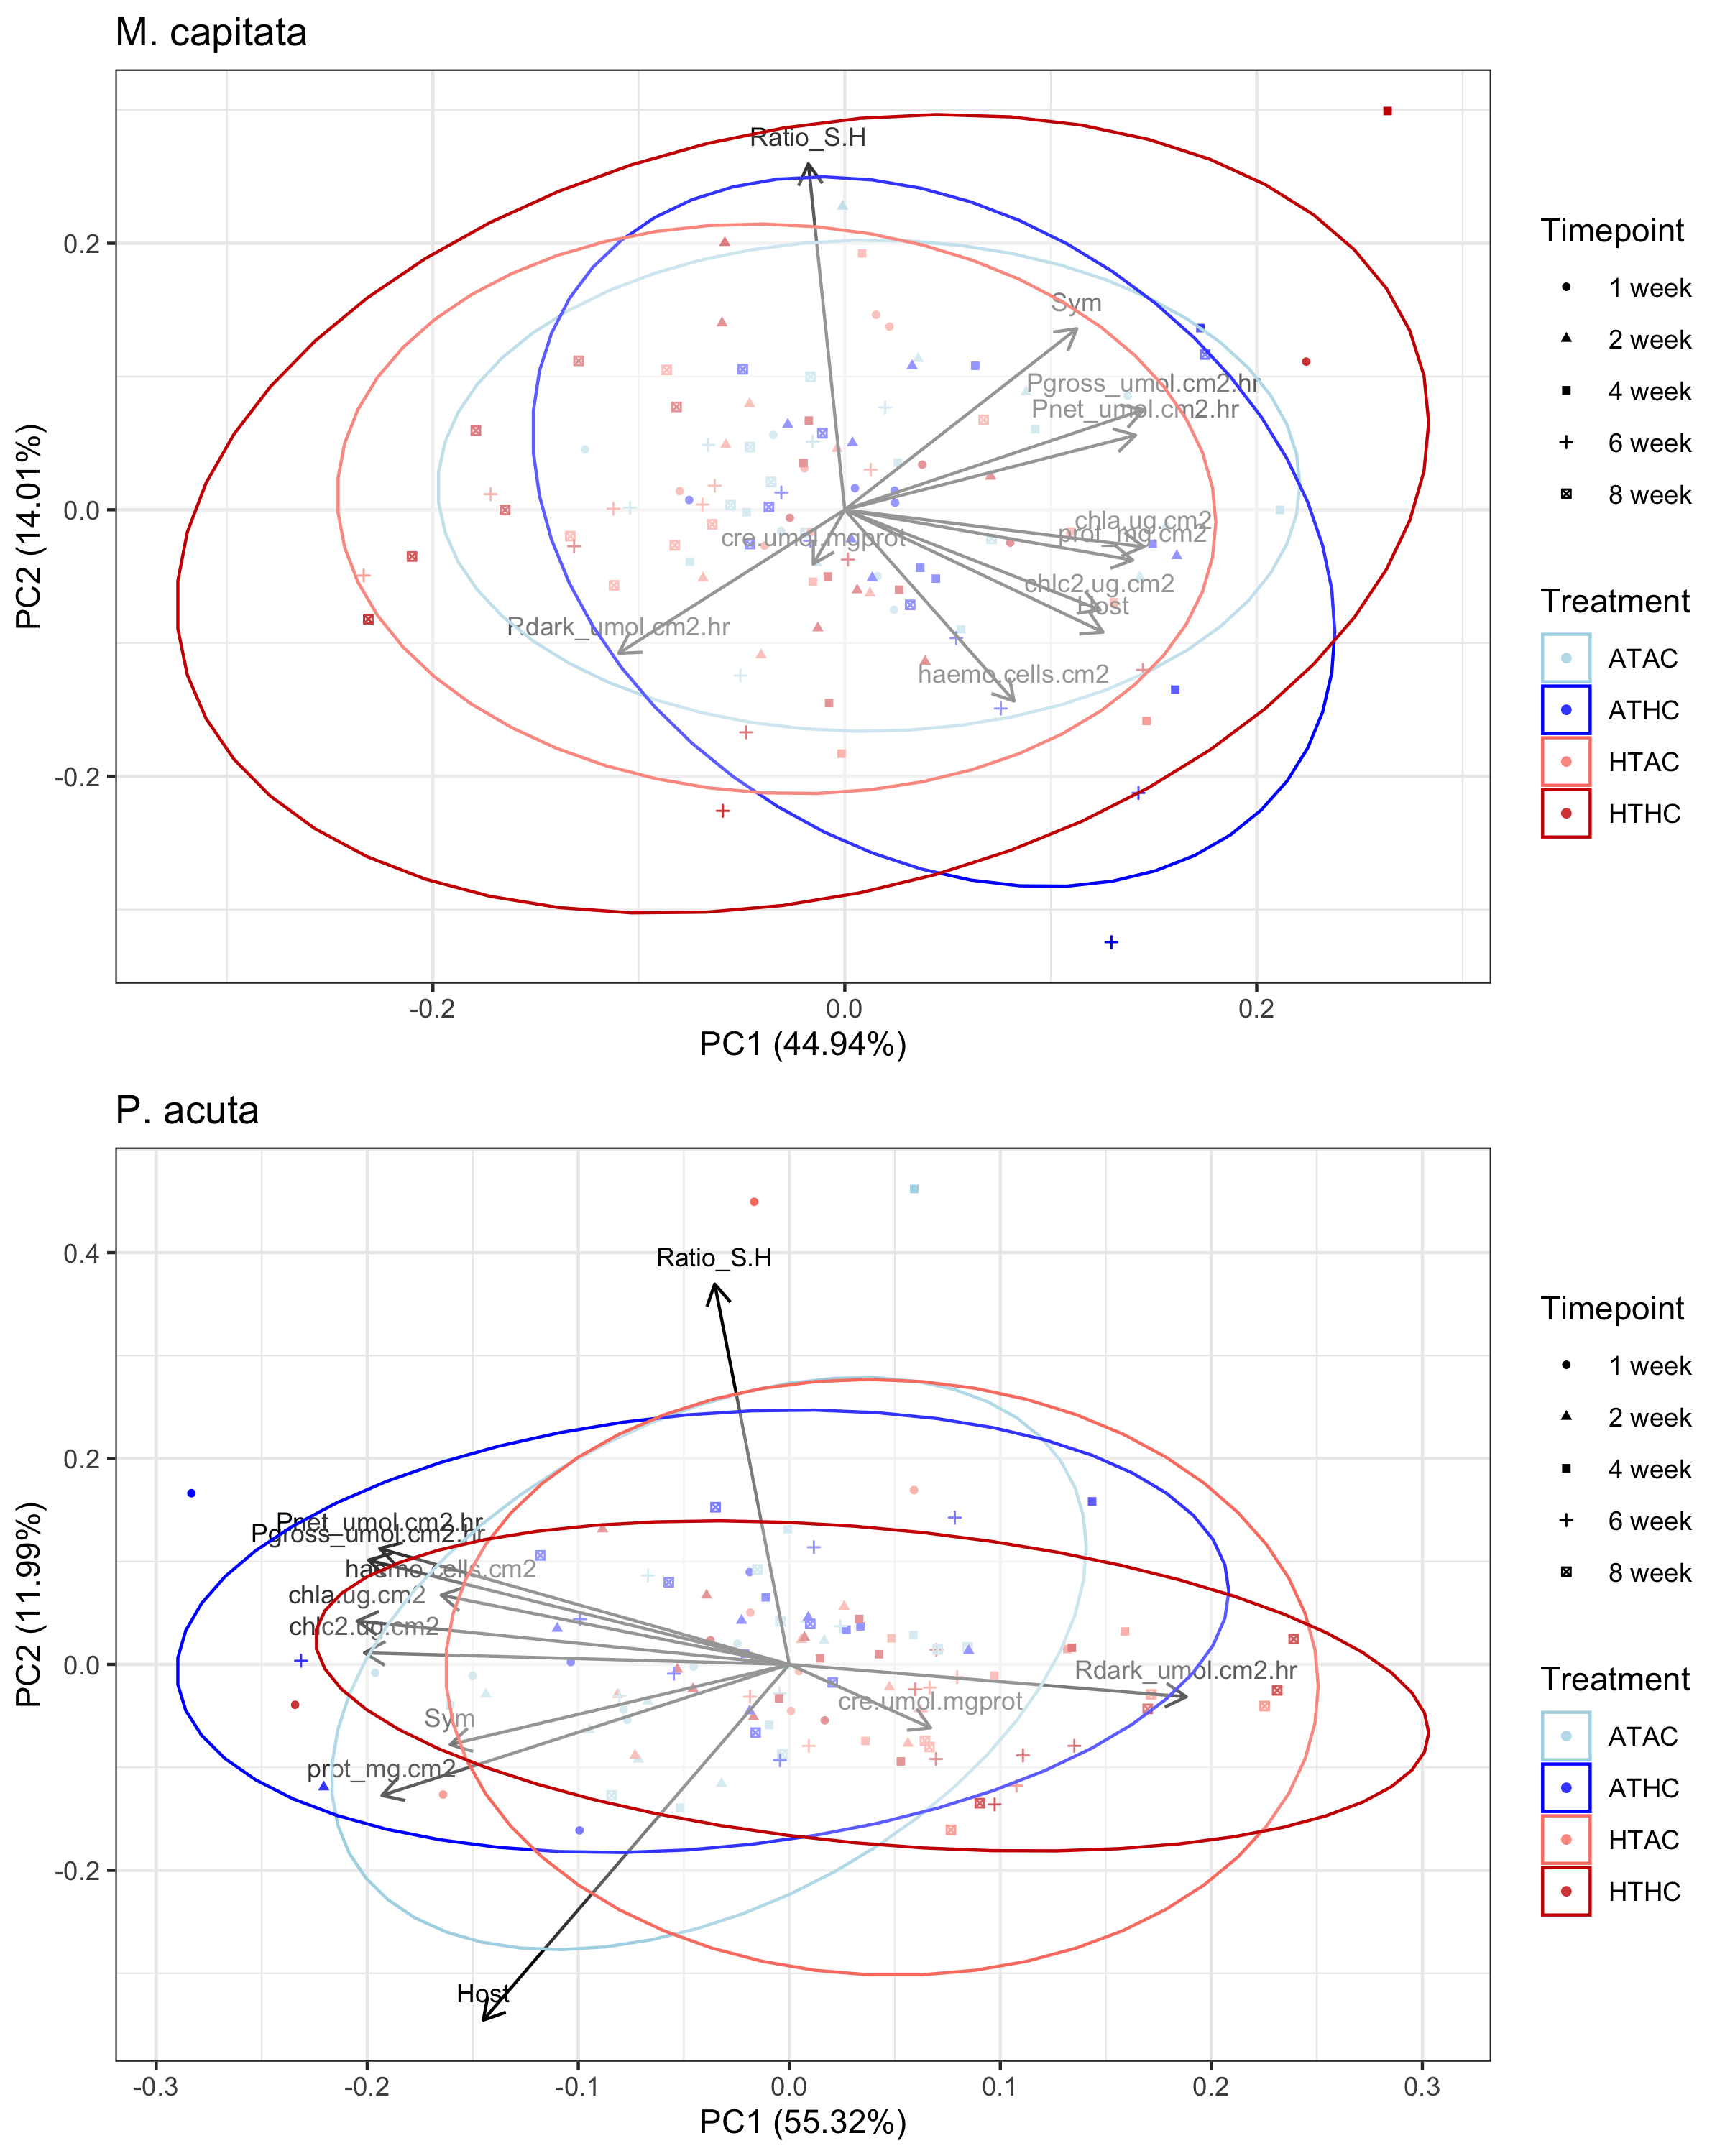 M. capitata
Ratio_S.H
Sym
Pgross_umol.cm2.hr
Pnet_umol.cm2.hr
chla.ug.cm2
prot_mg.cm2
cre.umol.mgprot
chlc2.ug.cm2
Host
Rdark_umol.cm2.hr
haemo.cells.cm2
0.2
0.0
-0.2
PC2 (14.01%)
-0.2 0.0 0.2
PC1 (44.94%)
Timepoint
1 week
2 week
4 week
6 week
8 week
Treatment
ATAC
ATHC
HTAC
HTHC
P. acuta
Ratio_S.H
Pnet_umol.cm2.hr
Pgross_umol.cm2.hr
haemo.cells.cm2
chla.ug.cm2
chlc2.ug.cm2
Rdark_umol.cm2.hr
cre.umol.mgprot
Sym
prot_mg.cm2
Host
0.4
0.2
0.0
-0.2
PC2 (11.99%)
-0.3 -0.2 -0.1 0.0 0.1 0.2 0.3
PC1 (55.32%)
Timepoint
1 week
2 week
4 week
6 week
8 week
Treatment
ATAC
ATHC
HTAC
HTHC